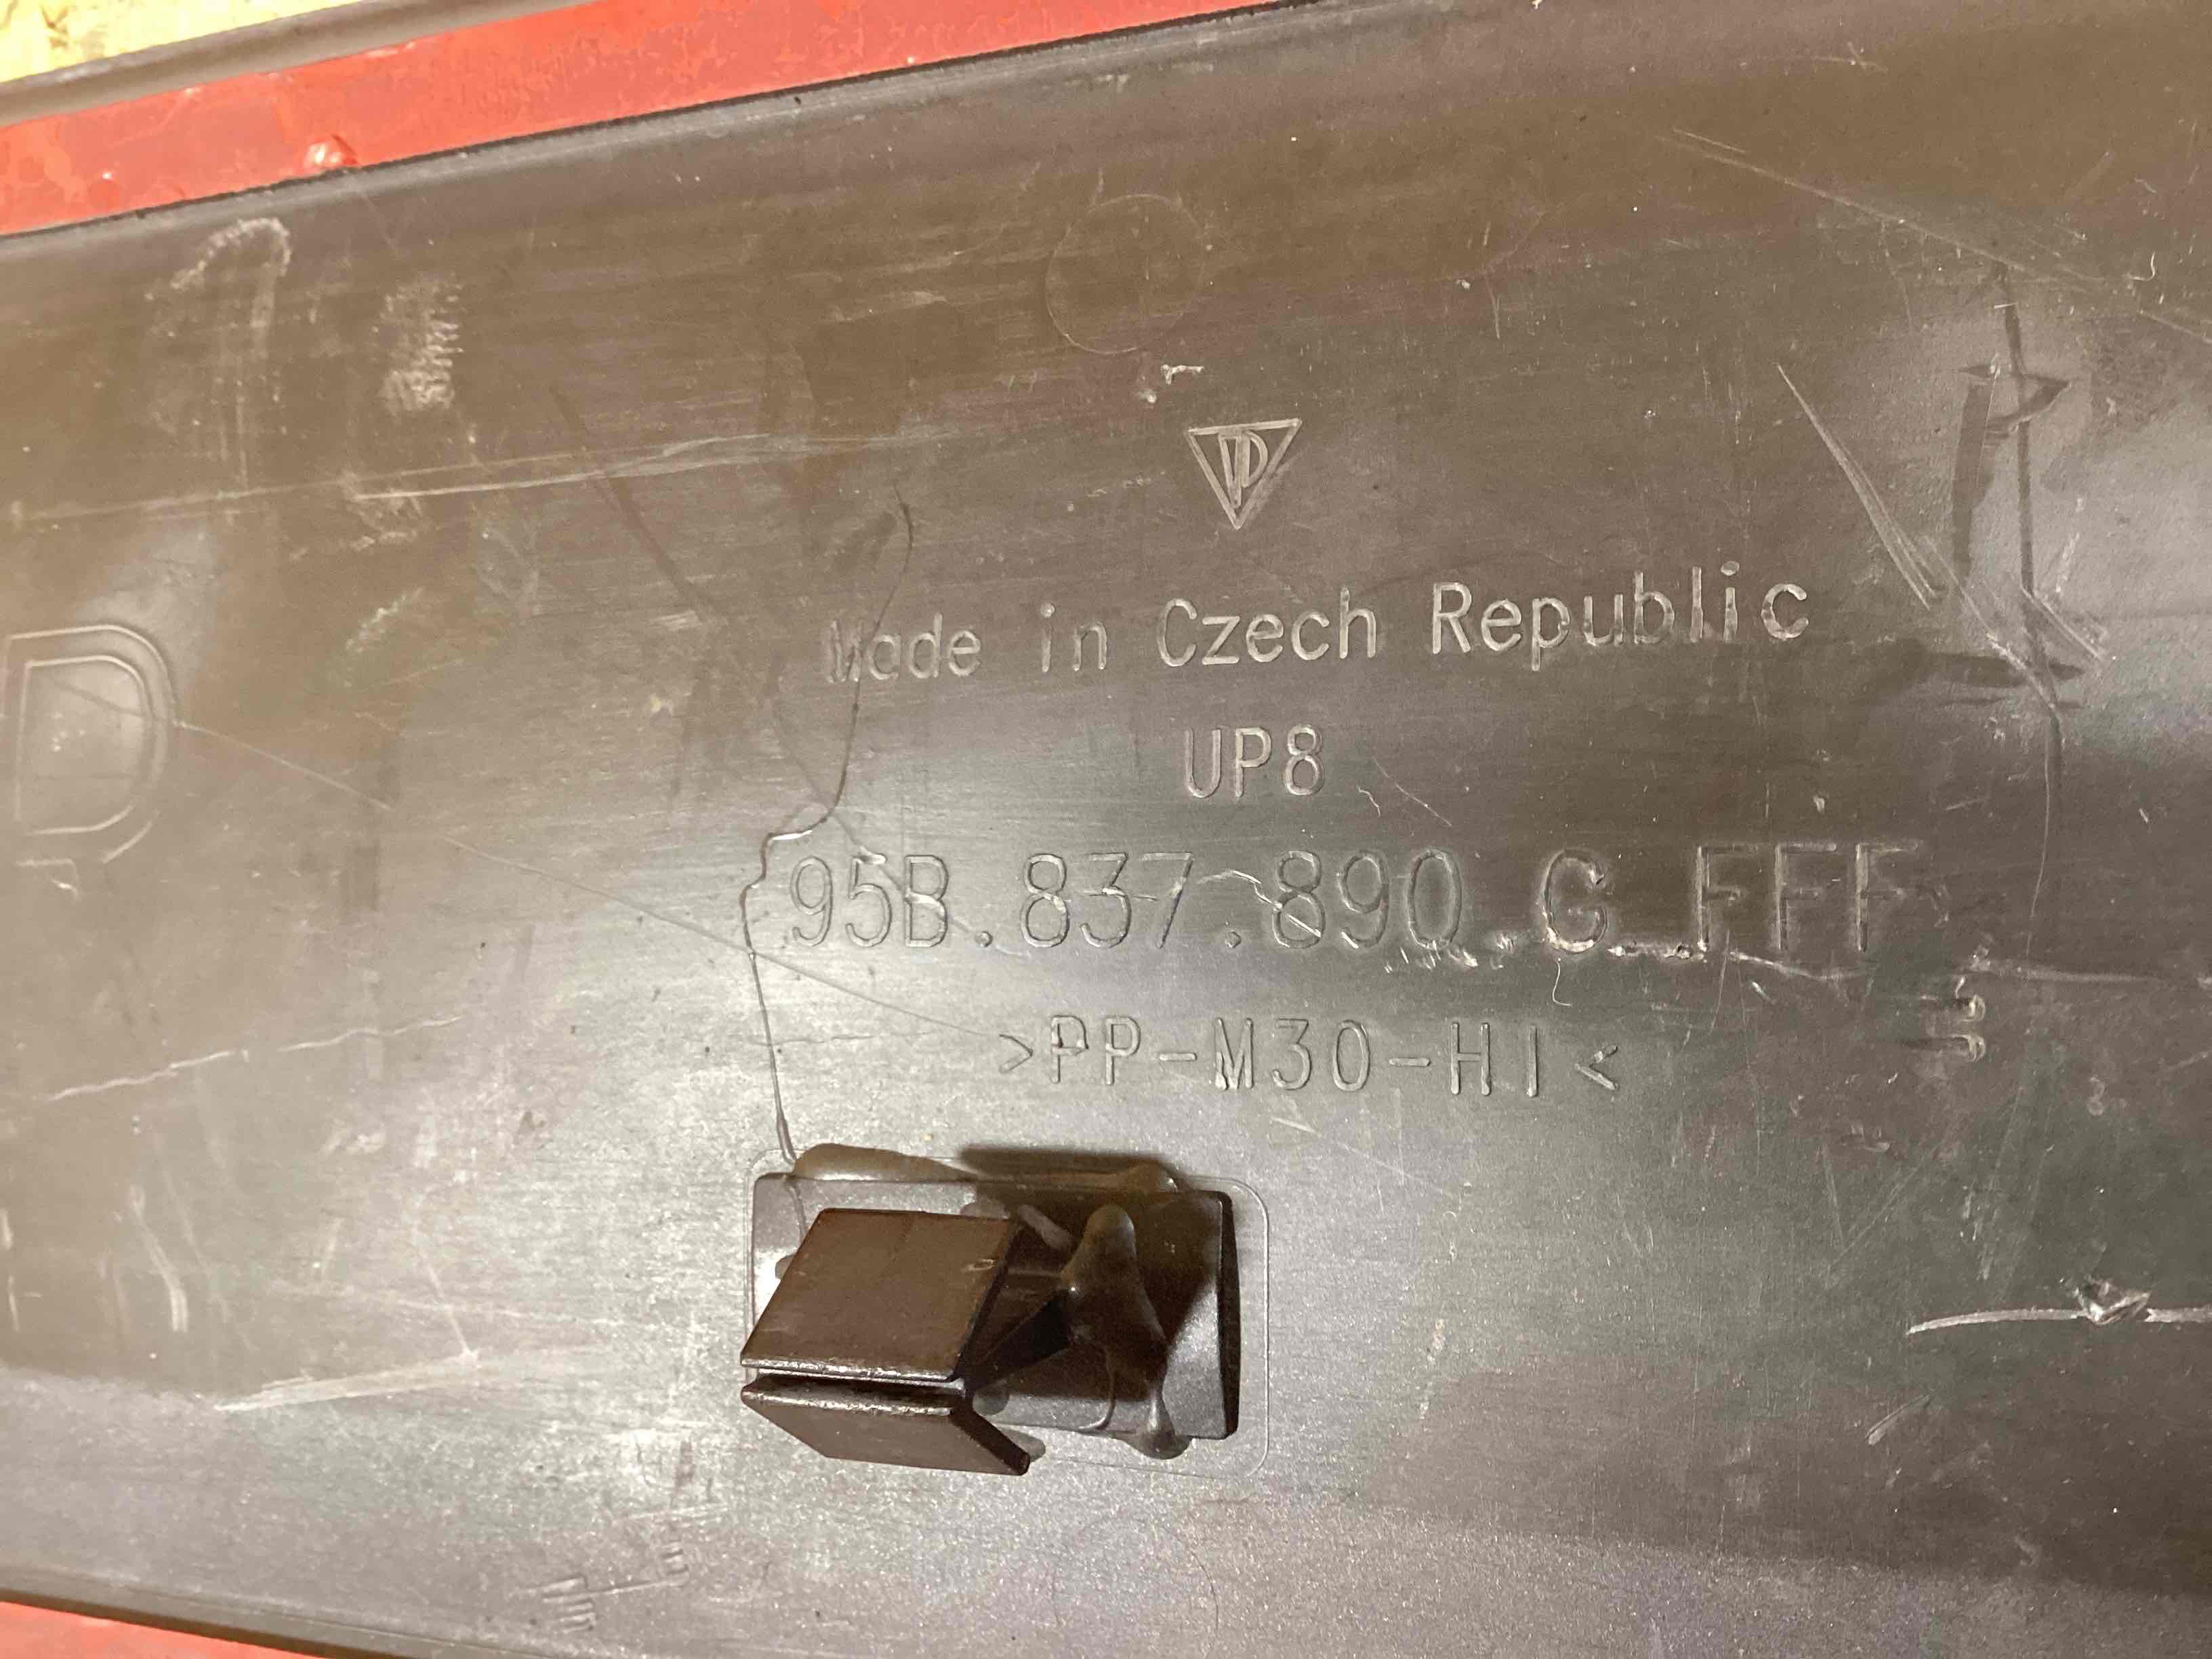 Made in Czech Republic
UP8
95B.837.890.G FFF
>PP-M30-HI<